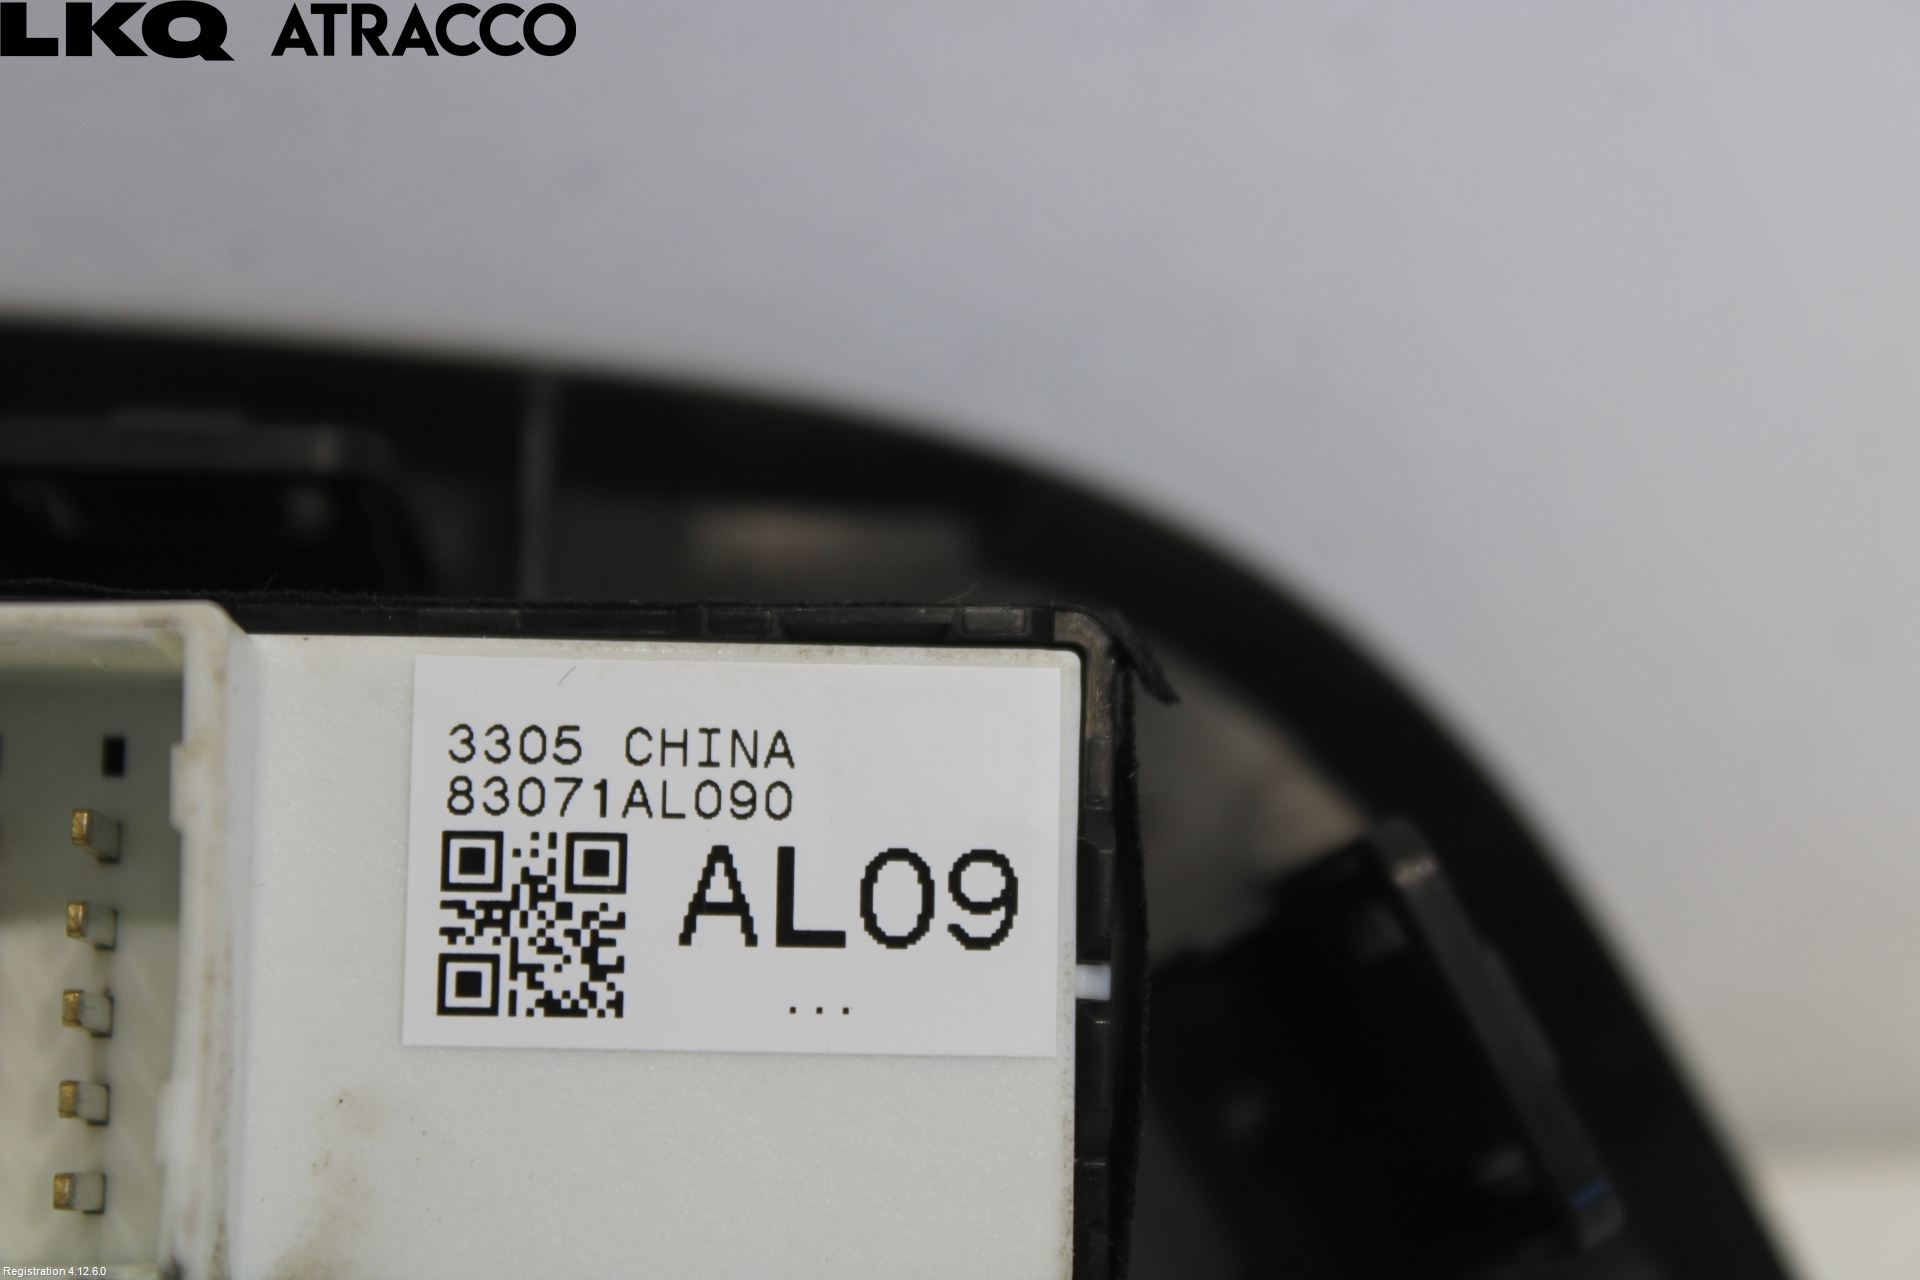 LKQ ATRACCO
3305 CHINA
83071AL090
AL09
...
Registration 4.12.6.0